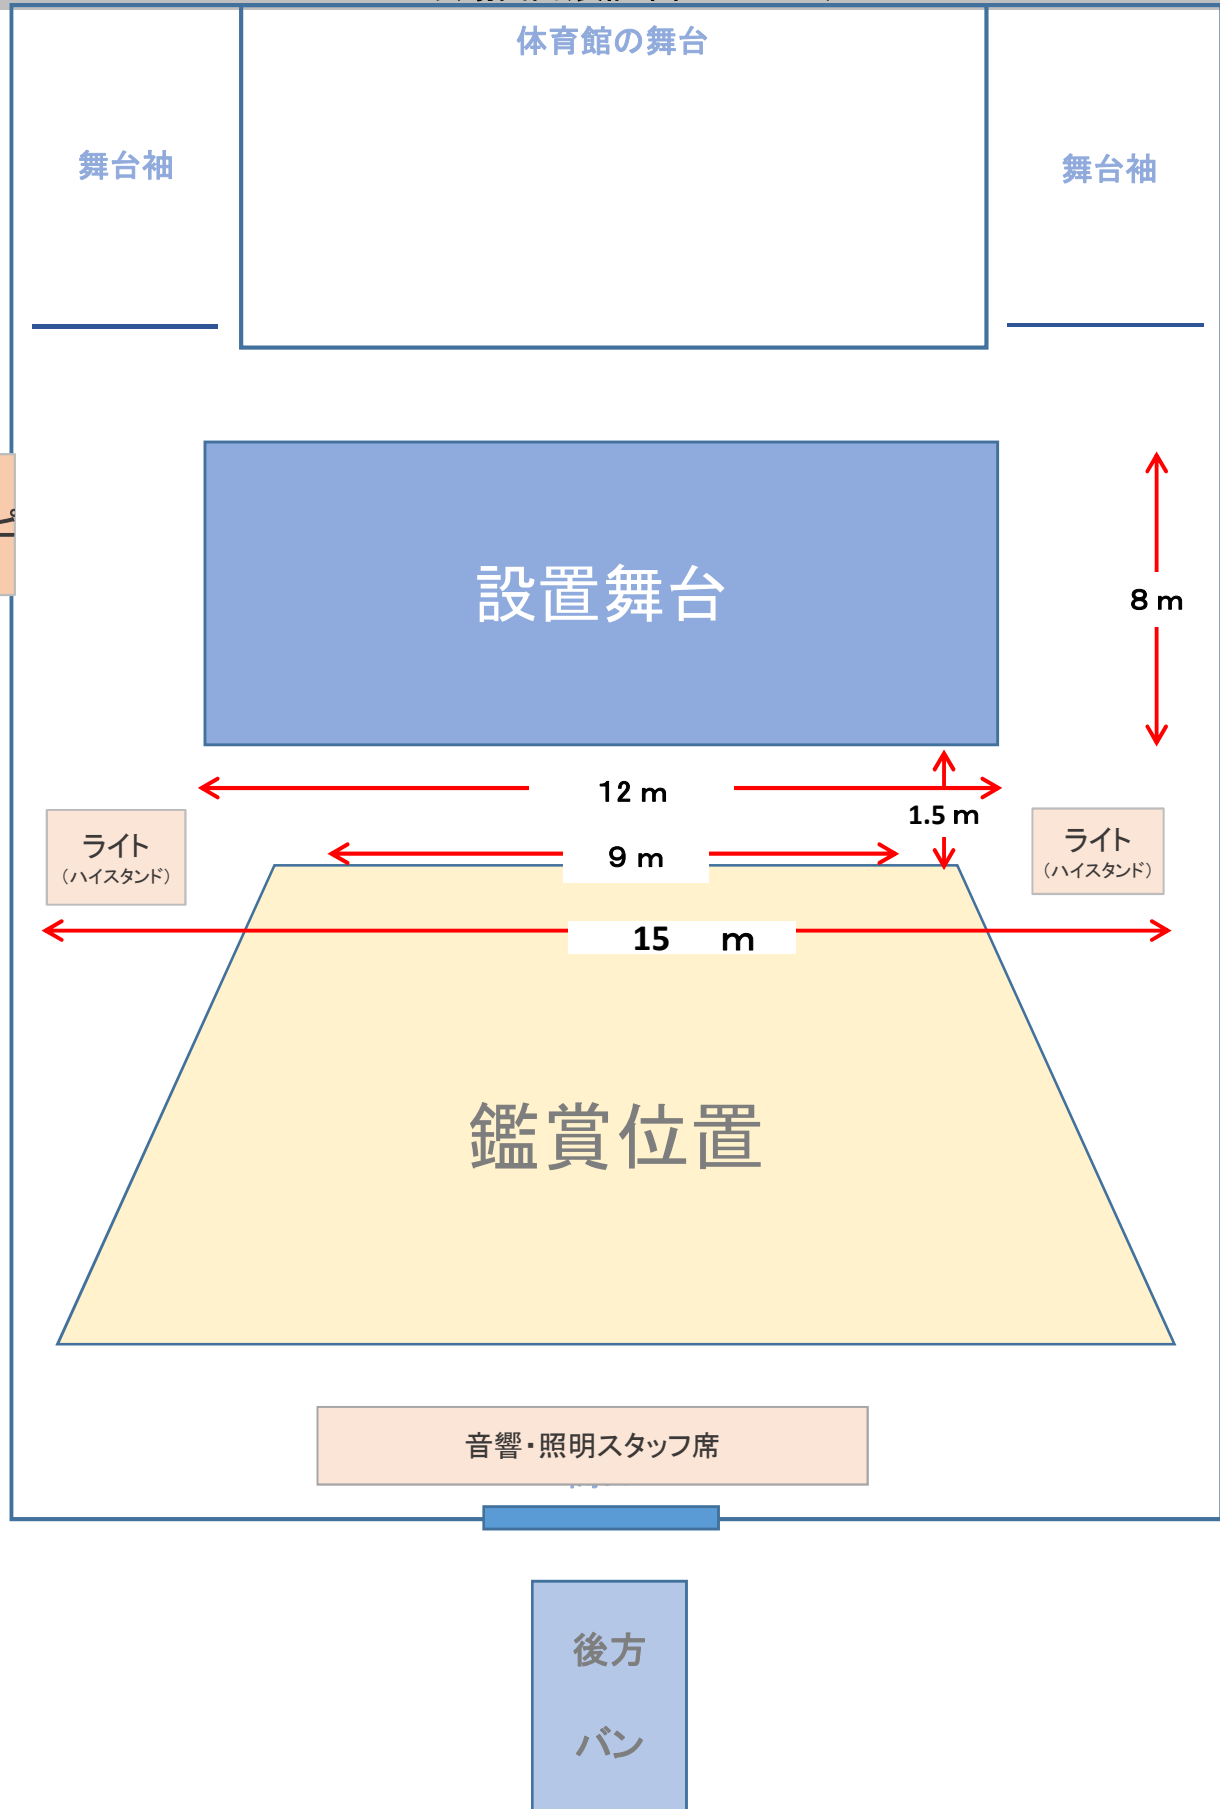 体育館の舞台
舞台袖
舞台袖
設置舞台
8 m
12 m
1.5 m
ライト
（ハイスタンド）
ライト
（ハイスタンド）
9 m
15 m
鑑賞位置
音響・照明スタッフ席
後方
バン